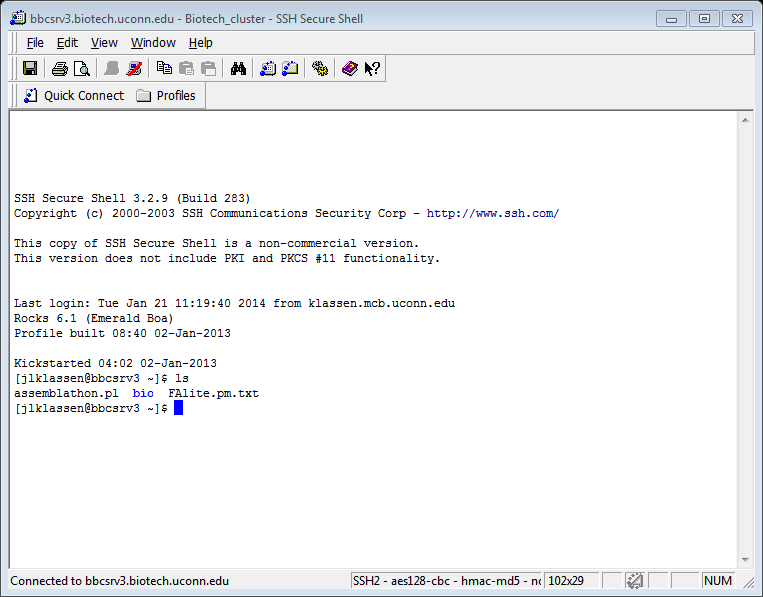 bbcsrv3.biotech.uconn.edu - Biotech_cluster - SSH Secure Shell
File Edit View Window Help
Quick Connect Profiles
SSH Secure Shell 3.2.9 (Build 283)
Copyright (c) 2000-2003 SSH Communications Security Corp - http://www.ssh.com/
This copy of SSH Secure Shell is a non-commercial version.
This version does not include PKI and PKCS #11 functionality.
Last login: Tue Jan 21 11:19:40 2014 from klassen.mcb.uconn.edu
Rocks 6.1 (Emerald Boa)
Profile built 08:40 02-Jan-2013
Kickstarted 04:02 02-Jan-2013
[jlklassen@bbcsrv3 ~]$ ls
assemblathon.pl bio FAlite.pm.txt
[jlklassen@bbcsrv3 ~]$
Connected to bbcsrv3.biotech.uconn.edu SSH2 - aes128-cbc - hmac-md5 - 102x29 NUM